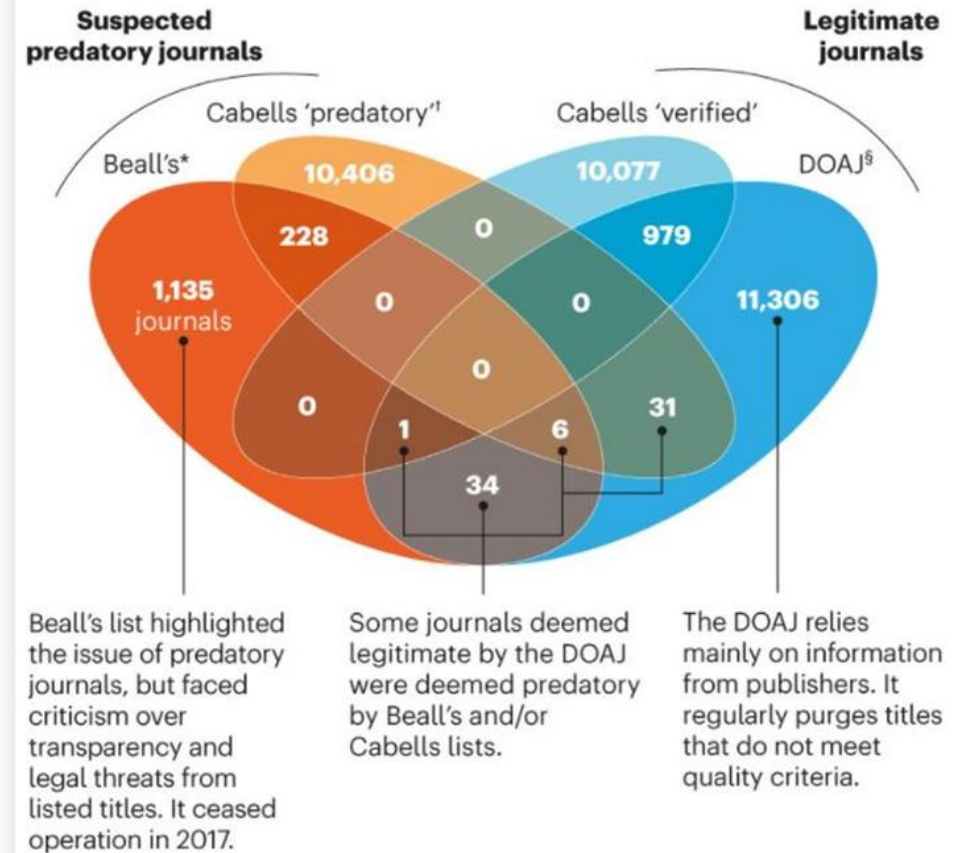 Suspected
predatory journals
Legitimate
journals
Cabells ‘predatory’†
Cabells ‘verified’
Beall’s*
DOAJ§
10,406
10,077
228
0
979
1,135
journals
0
0
11,306
0
0
1
6
31
34
Beall’s list highlighted
the issue of predatory
journals, but faced
criticism over
transparency and
legal threats from
listed titles. It ceased
operation in 2017.
Some journals deemed
legitimate by the DOAJ
were deemed predatory
by Beall’s and/or
Cabells lists.
The DOAJ relies
mainly on information
from publishers. It
regularly purges titles
that do not meet
quality criteria.